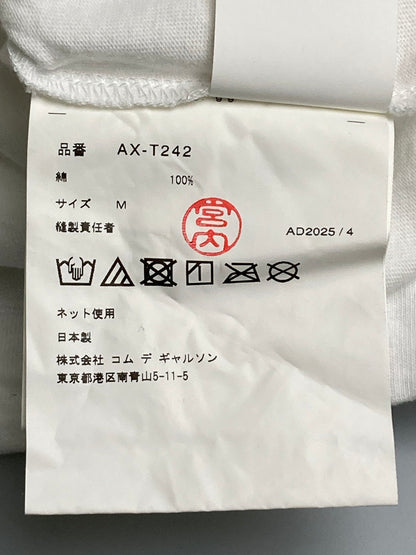 品番 AX-T242
綿 100%
サイズ M
縫製責任者 宮内 AD2025/4
ネット使用
日本製
株式会社 コム デ ギャルソン
東京都港区南青山5-11-5